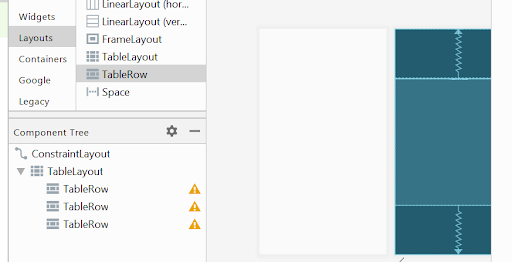 LinearLayout (hor...
Widgets
LinearLayout (ver...
Layouts
FrameLayout
Containers
TableLayout
Google
TableRow
Legacy
Space
Component Tree
ConstraintLayout
TableLayout
TableRow
TableRow
TableRow